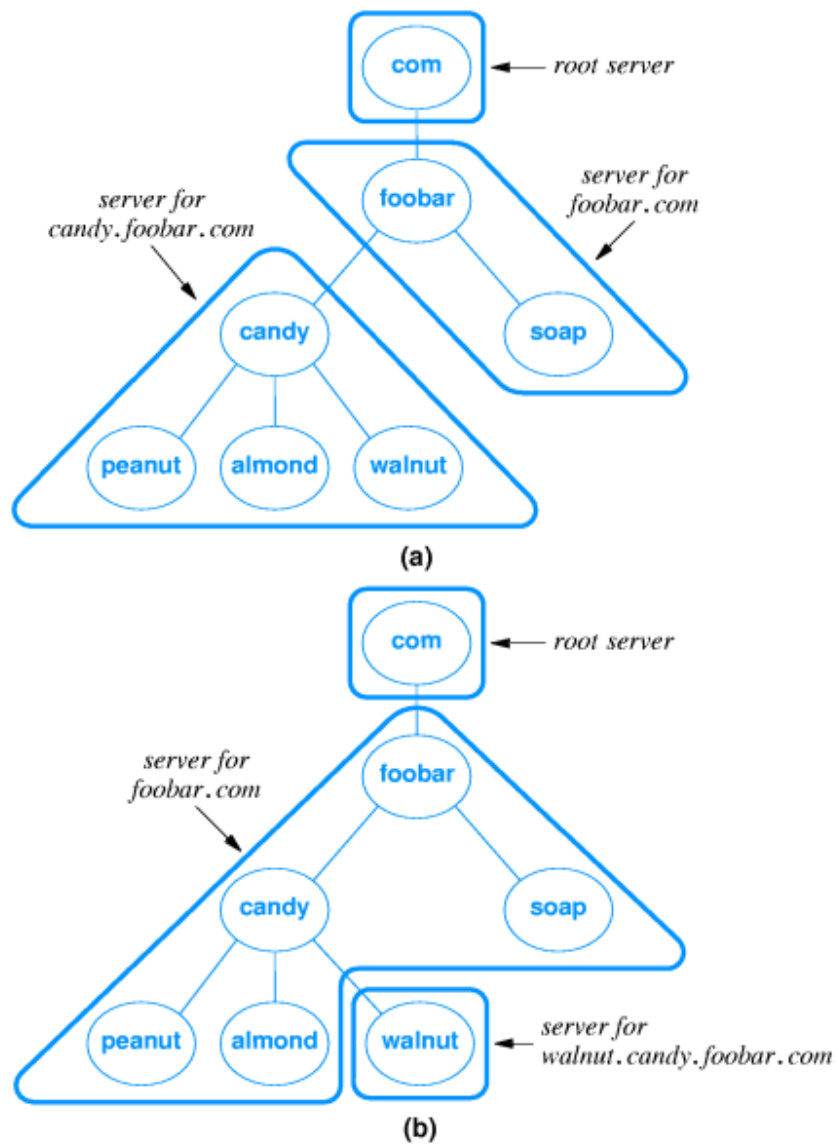 com
root server
foobar
server for
foobar.com
server for
candy.foobar.com
candy
soap
peanut
almond
walnut
(a)
com
root server
server for
foobar.com
foobar
candy
soap
peanut
almond
walnut
server for
walnut.candy.foobar.com
(b)